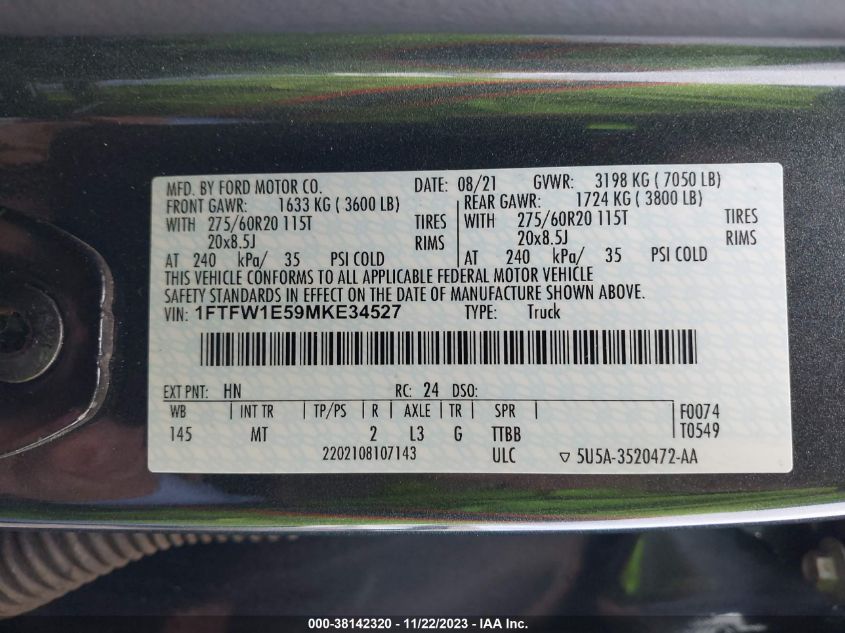 MFD. BY FORD MOTOR CO. DATE: 08/21 GVWR: 3198 KG ( 7050 LB)
FRONT GAWR: 1633 KG ( 3600 LB) REAR GAWR: 1724 KG ( 3800 LB)
WITH 275/60R20 115T TIRES WITH 275/60R20 115T TIRES
20x8.5J RIMS 20x8.5J RIMS
AT 240 kPa/ 35 PSI COLD AT 240 kPa/ 35 PSI COLD
THIS VEHICLE CONFORMS TO ALL APPLICABLE FEDERAL MOTOR VEHICLE
SAFETY STANDARDS IN EFFECT ON THE DATE OF MANUFACTURE SHOWN ABOVE.
VIN: 1FTFW1E59MKE34527 TYPE: Truck
EXT PNT: HN RC: 24 DSO:
WB INT TR TP/PS R AXLE TR SPR F0074
145 MT 2 L3 G TTBB T0549
2202108107143 ULC ▽ 5U5A-3520472-AA
000-38142320 - 11/22/2023 - IAA Inc.